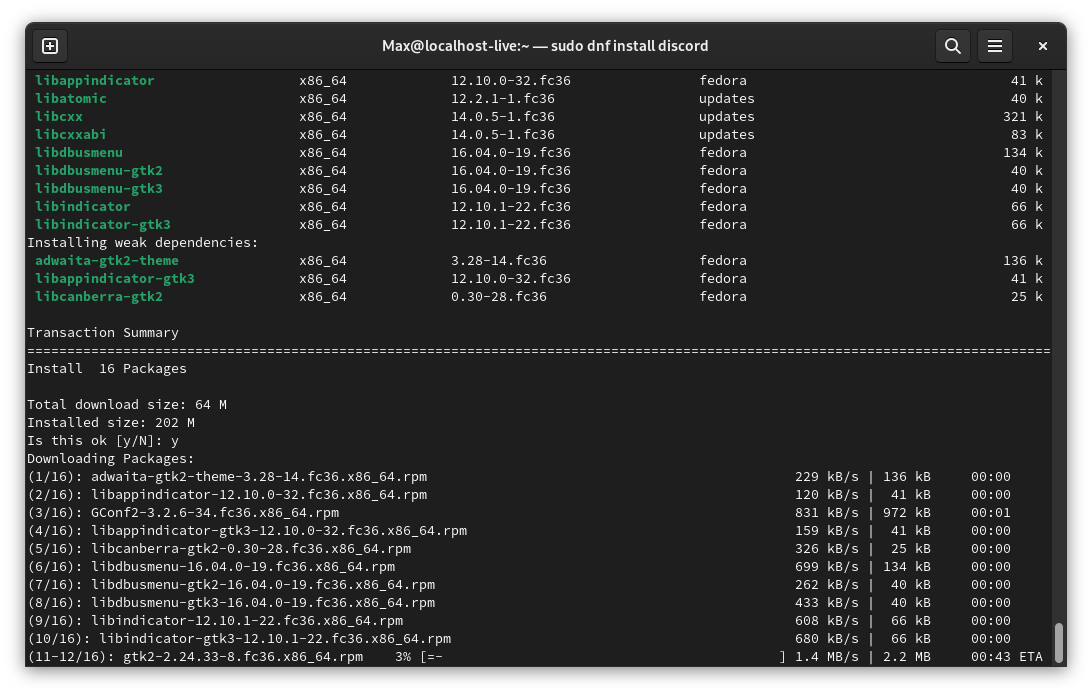 Max@localhost-live:~ — sudo dnf install discord
libappindicator x86_64 12.10.0-32.fc36 fedora 41 k
libatomic x86_64 12.2.1-1.fc36 updates 40 k
libcxx x86_64 14.0.5-1.fc36 updates 321 k
libcxxabi x86_64 14.0.5-1.fc36 updates 83 k
libdbusmenu x86_64 16.04.0-19.fc36 fedora 134 k
libdbusmenu-gtk2 x86_64 16.04.0-19.fc36 fedora 40 k
libdbusmenu-gtk3 x86_64 16.04.0-19.fc36 fedora 40 k
libindicator x86_64 12.10.1-22.fc36 fedora 66 k
libindicator-gtk3 x86_64 12.10.1-22.fc36 fedora 66 k
Installing weak dependencies:
adwaita-gtk2-theme x86_64 3.28-14.fc36 fedora 136 k
libappindicator-gtk3 x86_64 12.10.0-32.fc36 fedora 41 k
libcanberra-gtk2 x86_64 0.30-28.fc36 fedora 25 k
Transaction Summary
================================================================================================================================
Install  16 Packages
Total download size: 64 M
Installed size: 202 M
Is this ok [y/N]: y
Downloading Packages:
(1/16): adwaita-gtk2-theme-3.28-14.fc36.x86_64.rpm 229 kB/s | 136 kB 00:00
(2/16): libappindicator-12.10.0-32.fc36.x86_64.rpm 120 kB/s | 41 kB 00:00
(3/16): GConf2-3.2.6-34.fc36.x86_64.rpm 831 kB/s | 972 kB 00:01
(4/16): libappindicator-gtk3-12.10.0-32.fc36.x86_64.rpm 159 kB/s | 41 kB 00:00
(5/16): libcanberra-gtk2-0.30-28.fc36.x86_64.rpm 326 kB/s | 25 kB 00:00
(6/16): libdbusmenu-16.04.0-19.fc36.x86_64.rpm 699 kB/s | 134 kB 00:00
(7/16): libdbusmenu-gtk2-16.04.0-19.fc36.x86_64.rpm 262 kB/s | 40 kB 00:00
(8/16): libdbusmenu-gtk3-16.04.0-19.fc36.x86_64.rpm 433 kB/s | 40 kB 00:00
(9/16): libindicator-12.10.1-22.fc36.x86_64.rpm 608 kB/s | 66 kB 00:00
(10/16): libindicator-gtk3-12.10.1-22.fc36.x86_64.rpm 680 kB/s | 66 kB 00:00
(11-12/16): gtk2-2.24.33-8.fc36.x86_64.rpm 3% [=- ] 1.4 MB/s | 2.2 MB 00:43 ETA